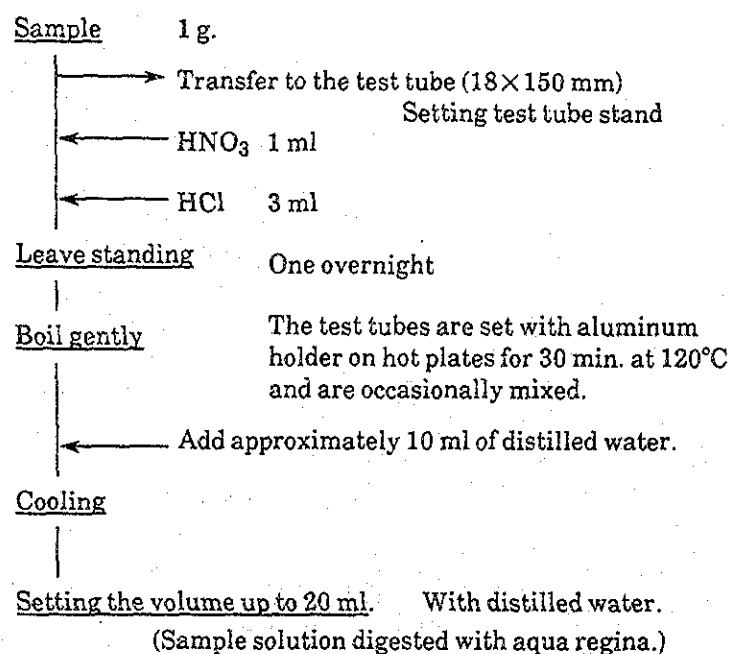 Sample 1 g.
Transfer to the test tube (18×150 mm)
Setting test tube stand
HNO₃ 1 ml
HCl 3 ml
Leave standing One overnight
Boil gently The test tubes are set with aluminum
holder on hot plates for 30 min. at 120°C
and are occasionally mixed.
Add approximately 10 ml of distilled water.
Cooling
Setting the volume up to 20 ml. With distilled water.
(Sample solution digested with aqua regina.)